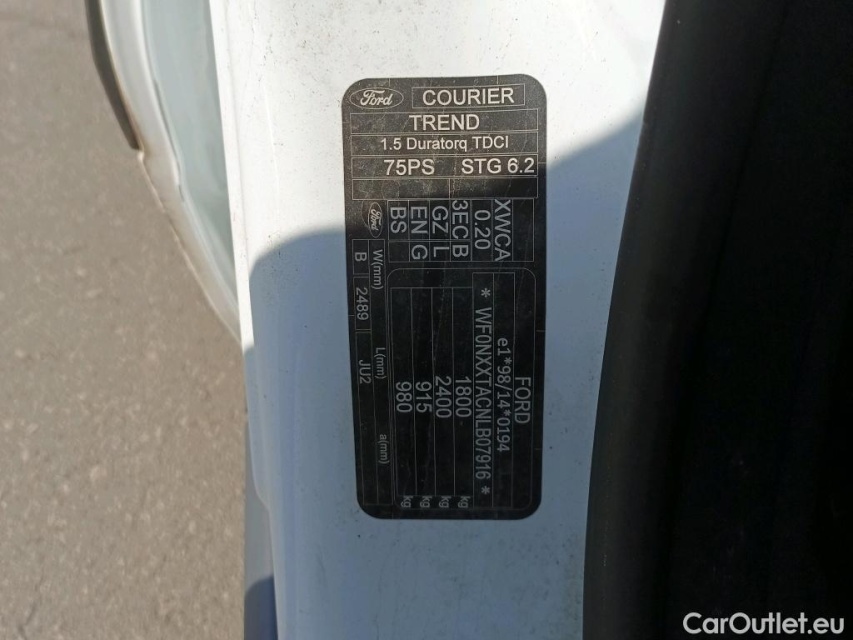 Ford COURIER
TREND
1.5 Duratorq TDCI
75PS STG 6.2
FORD
e1*98/14*0194
* WF0NXXTACNLB07916 *
1800 kg
2400 kg
915 kg
980 kg
XWCA
0.20
3EC B
GZ L
EN G
BS
Ford
W(mm) L(mm) a(mm)
B 2489 JU2
CarOutlet.eu